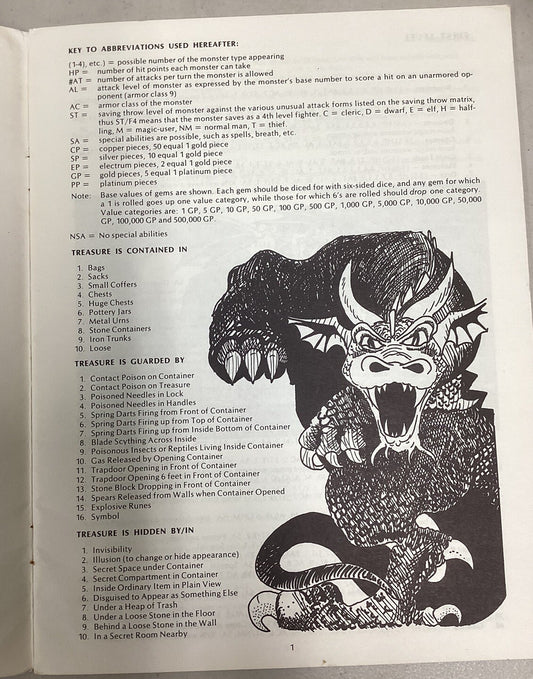 KEY TO ABBREVIATIONS USED HEREAFTER:
(1-4), etc.) = possible number of the monster type appearing
HP = number of hit points each monster can take
#AT = number of attacks per turn the monster is allowed
AL = attack level of monster as expressed by the monster's base number to score a hit on an unarmored op-
ponent (armor class 9)
AC = armor class of the monster
ST = saving throw level of monster against the various unusual attack forms listed on the saving throw matrix,
thus ST/F4 means that the monster saves as a 4th level fighter. C = cleric, D = dwarf, E = elf, H = half-
ling, M = magic-user, NM = normal man, T = thief.
SA = special abilities are possible, such as spells, breath, etc.
CP = copper pieces, 50 equal 1 gold piece
SP = silver pieces, 10 equal 1 gold piece
EP = electrum pieces, 2 equal 1 gold piece
GP = gold pieces, 5 equal 1 platinum piece
PP = platinum pieces
Note: Base values of gems are shown. Each gem should be diced for with six-sided dice, and any gem for which
a 1 is rolled goes up one value category, while those for which 6's are rolled should drop one category.
Value categories are: 1 GP, 5 GP, 10 GP, 50 GP, 100 GP, 500 GP, 1,000 GP, 5,000 GP, 10,000 GP, 50,000
GP, 100,000 GP and 500,000 GP.
NSA = No special abilities
TREASURE IS CONTAINED IN
1. Bags
2. Sacks
3. Small Coffers
4. Chests
5. Huge Chests
6. Pottery Jars
7. Metal Urns
8. Stone Containers
9. Iron Trunks
10. Loose
TREASURE IS GUARDED BY
1. Contact Poison on Container
2. Contact Poison on Treasure
3. Poisoned Needles in Lock
4. Poisoned Needles in Handles
5. Spring Darts Firing from Front of Container
6. Spring Darts Firing up from Top of Container
7. Spring Darts Firing up from Inside Bottom of Container
8. Blade Scything Across Inside
9. Poisonous Insects or Reptiles Living Inside Container
10. Gas Released by Opening Container
11. Trapdoor Opening in Front of Container
12. Trapdoor Opening 6 feet in Front of Container
13. Stone Block Dropping in Front of Container
14. Spears Released from Walls when Container Opened
15. Explosive Runes
16. Symbol
TREASURE IS HIDDEN BY/IN
1. Invisibility
2. Illusion (to change or hide appearance)
3. Secret Space under Container
4. Secret Compartment in Container
5. Inside Ordinary Item in Plain View
6. Disguised to Appear as Something Else
7. Under a Heap of Trash
8. Under a Loose Stone in the Floor
9. Behind a Loose Stone in the Wall
10. In a Secret Room Nearby
1